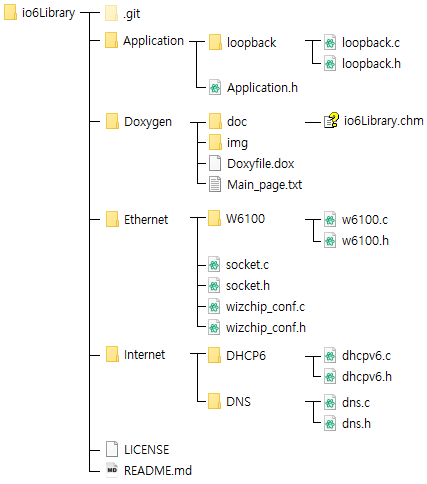 io6Library
.git
Application
loopback
loopback.c
loopback.h
Application.h
Doxygen
doc
io6Library.chm
img
Doxyfile.dox
Main_page.txt
Ethernet
W6100
w6100.c
w6100.h
socket.c
socket.h
wizchip_conf.c
wizchip_conf.h
Internet
DHCP6
dhcpv6.c
dhcpv6.h
DNS
dns.c
dns.h
LICENSE
MD README.md